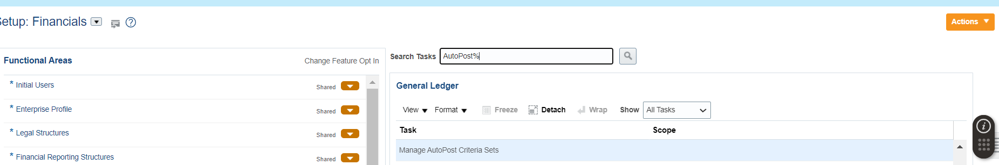 Setup: Financials
Actions
Functional Areas
Change Feature Opt In
* Initial Users Shared
* Enterprise Profile Shared
* Legal Structures Shared
* Financial Reporting Structures Shared
Search Tasks AutoPost%
General Ledger
View Format Freeze Detach Wrap Show All Tasks
Task Scope
Manage AutoPost Criteria Sets